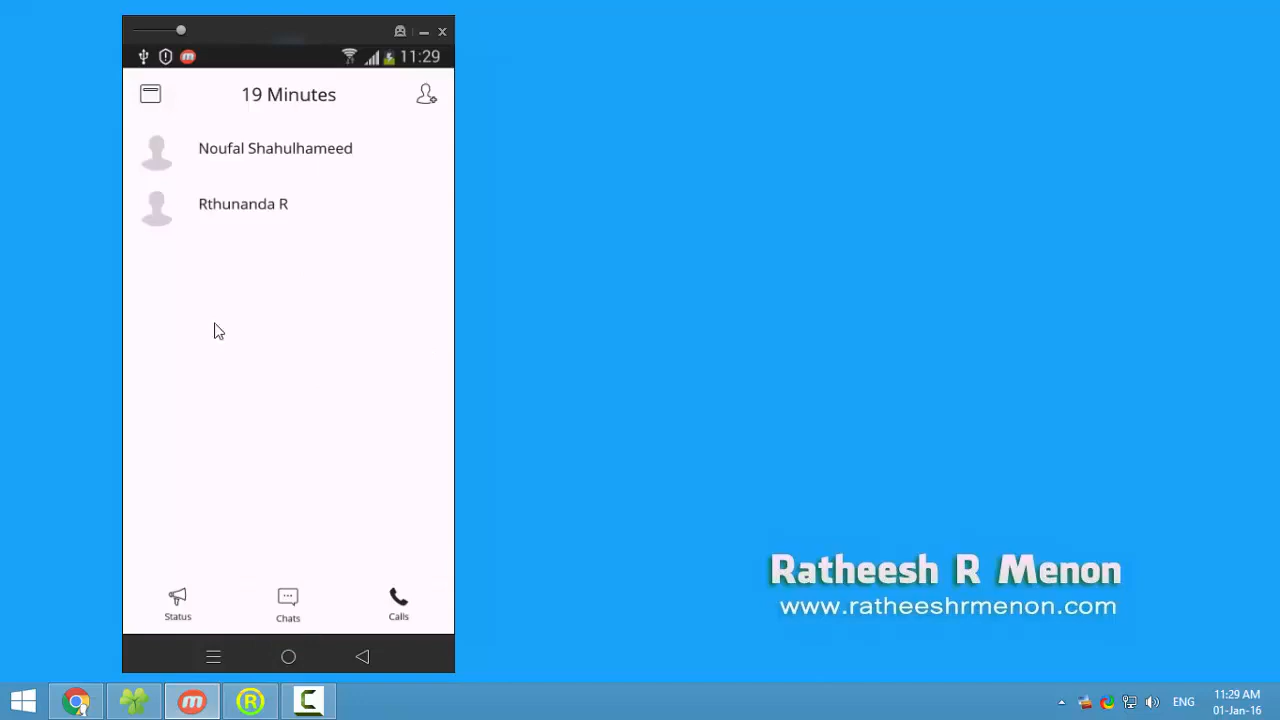 11:29
19 Minutes
Noufal Shahulhameed
Rthunanda R
Status
Chats
Calls
Ratheesh R Menon
www.ratheeshrmenon.com
ENG
11:29 AM
01-Jan-16